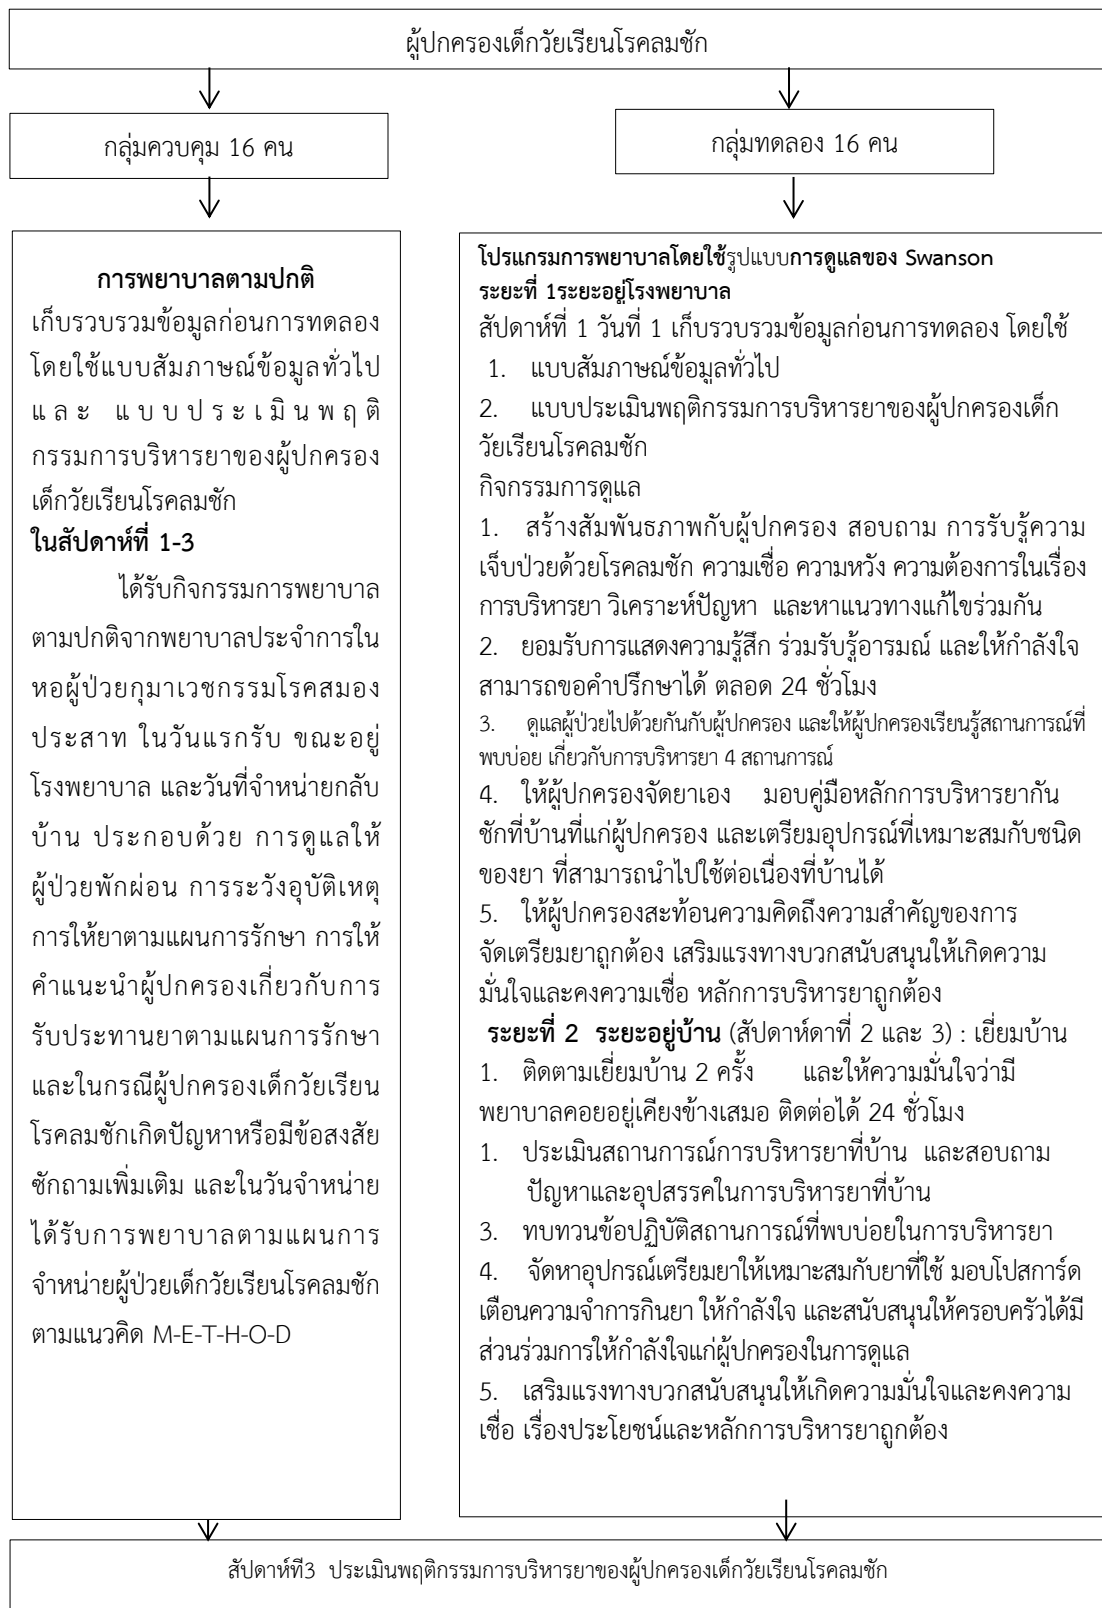 ผู้ปกครองเด็กวัยเรียนโรคลมชัก
กลุ่มควบคุม 16 คน
กลุ่มทดลอง 16 คน
การพยาบาลตามปกติ
เก็บรวบรวมข้อมูลก่อนการทดลอง
โดยใช้แบบสัมภาษณ์ข้อมูลทั่วไป
และ แบบประเมินพฤติ
กรรมการบริหารยาของผู้ปกครอง
เด็กวัยเรียนโรคลมชัก
ในสัปดาห์ที่ 1-3
ได้รับกิจกรรมการพยาบาล
ตามปกติจากพยาบาลประจำการใน
หอผู้ป่วยกุมาเวชกรรมโรคสมอง
ประสาท ในวันแรกรับ ขณะอยู่
โรงพยาบาล และวันที่จำหน่ายกลับ
บ้าน ประกอบด้วย การดูแลให้
ผู้ป่วยพักผ่อน การระวังอุบัติเหตุ
การให้ยาตามแผนการรักษา การให้
คำแนะนำผู้ปกครองเกี่ยวกับการ
รับประทานยาตามแผนการรักษา
และในกรณีผู้ปกครองเด็กวัยเรียน
โรคลมชักเกิดปัญหาหรือมีข้อสงสัย
ซักถามเพิ่มเติม และในวันจำหน่าย
ได้รับการพยาบาลตามแผนการ
จำหน่ายผู้ป่วยเด็กวัยเรียนโรคลมชัก
ตามแนวคิด M-E-T-H-O-D
โปรแกรมการพยาบาลโดยใช้รูปแบบการดูแลของ Swanson
ระยะที่ 1ระยะอยู่โรงพยาบาล
สัปดาห์ที่ 1 วันที่ 1 เก็บรวบรวมข้อมูลก่อนการทดลอง โดยใช้
1. แบบสัมภาษณ์ข้อมูลทั่วไป
2. แบบประเมินพฤติกรรมการบริหารยาของผู้ปกครองเด็ก
วัยเรียนโรคลมชัก
กิจกรรมการดูแล
1. สร้างสัมพันธภาพกับผู้ปกครอง สอบถาม การรับรู้ความ
เจ็บป่วยด้วยโรคลมชัก ความเชื่อ ความหวัง ความต้องการในเรื่อง
การบริหารยา วิเคราะห์ปัญหา และหาแนวทางแก้ไขร่วมกัน
2. ยอมรับการแสดงความรู้สึก ร่วมรับรู้อารมณ์ และให้กำลังใจ
สามารถขอคำปรึกษาได้ ตลอด 24 ชั่วโมง
3. ดูแลผู้ป่วยไปด้วยกันกับผู้ปกครอง และให้ผู้ปกครองเรียนรู้สถานการณ์ที่
พบบ่อย เกี่ยวกับการบริหารยา 4 สถานการณ์
4. ให้ผู้ปกครองจัดยาเอง มอบคู่มือหลักการบริหารยากัน
ชักที่บ้านที่แก่ผู้ปกครอง และเตรียมอุปกรณ์ที่เหมาะสมกับชนิด
ของยา ที่สามารถนำไปใช้ต่อเนื่องที่บ้านได้
5. ให้ผู้ปกครองสะท้อนความคิดถึงความสำคัญของการ
จัดเตรียมยาถูกต้อง เสริมแรงทางบวกสนับสนุนให้เกิดความ
มั่นใจและคงความเชื่อ หลักการบริหารยาถูกต้อง
ระยะที่ 2 ระยะอยู่บ้าน (สัปดาห์ดาที่ 2 และ 3) : เยี่ยมบ้าน
1. ติดตามเยี่ยมบ้าน 2 ครั้ง และให้ความมั่นใจว่ามี
พยาบาลคอยอยู่เคียงข้างเสมอ ติดต่อได้ 24 ชั่วโมง
1. ประเมินสถานการณ์การบริหารยาที่บ้าน และสอบถาม
ปัญหาและอุปสรรคในการบริหารยาที่บ้าน
3. ทบทวนข้อปฏิบัติสถานการณ์ที่พบบ่อยในการบริหารยา
4. จัดหาอุปกรณ์เตรียมยาให้เหมาะสมกับยาที่ใช้ มอบโปสการ์ด
เตือนความจำการกินยา ให้กำลังใจ และสนับสนุนให้ครอบครัวได้มี
ส่วนร่วมการให้กำลังใจแก่ผู้ปกครองในการดูแล
5. เสริมแรงทางบวกสนับสนุนให้เกิดความมั่นใจและคงความ
เชื่อ เรื่องประโยชน์และหลักการบริหารยาถูกต้อง
สัปดาห์ที3 ประเมินพฤติกรรมการบริหารยาของผู้ปกครองเด็กวัยเรียนโรคลมชัก